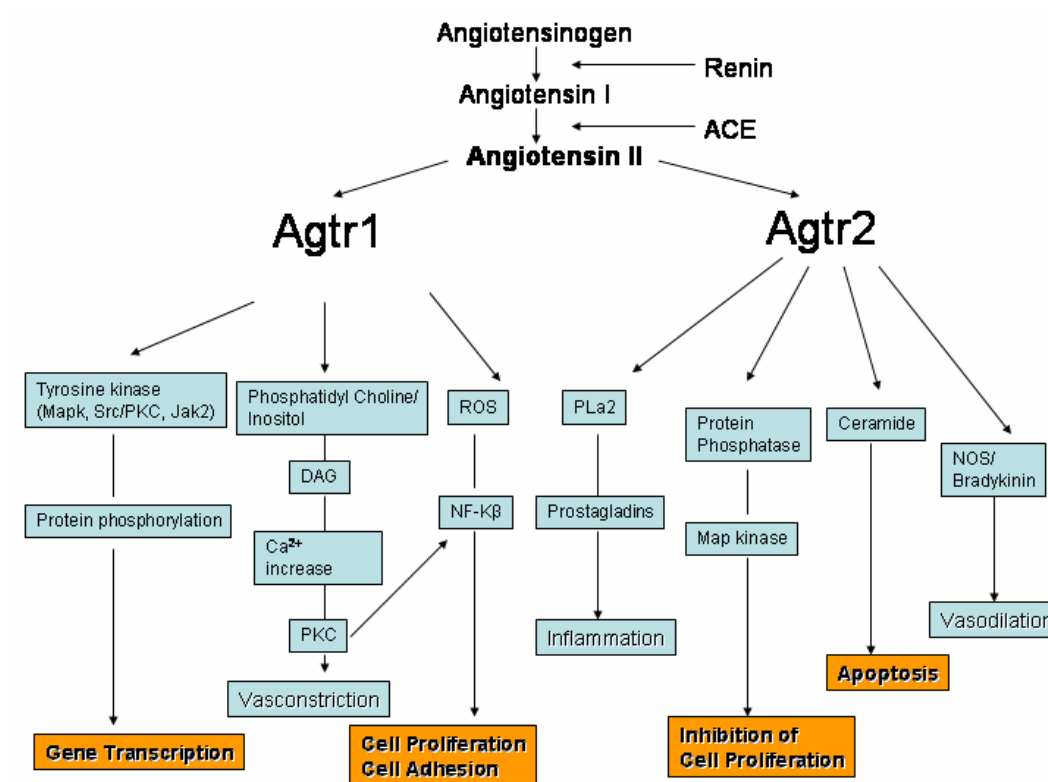 Angiotensinogen
Renin
Angiotensin I
ACE
Angiotensin II
Agtr1
Agtr2
Tyrosine kinase
(Mapk, Src/PKC, Jak2)
Phosphatidyl Choline/
Inositol
ROS
PLa2
Protein
Phosphatase
Ceramide
NOS/
Bradykinin
DAG
Protein phosphorylation
NF-Kβ
Prostagladins
Map kinase
Ca²⁺
increase
PKC
Inflammation
Vasodilation
Apoptosis
Vasconstriction
Gene Transcription
Cell Proliferation
Cell Adhesion
Inhibition of
Cell Proliferation